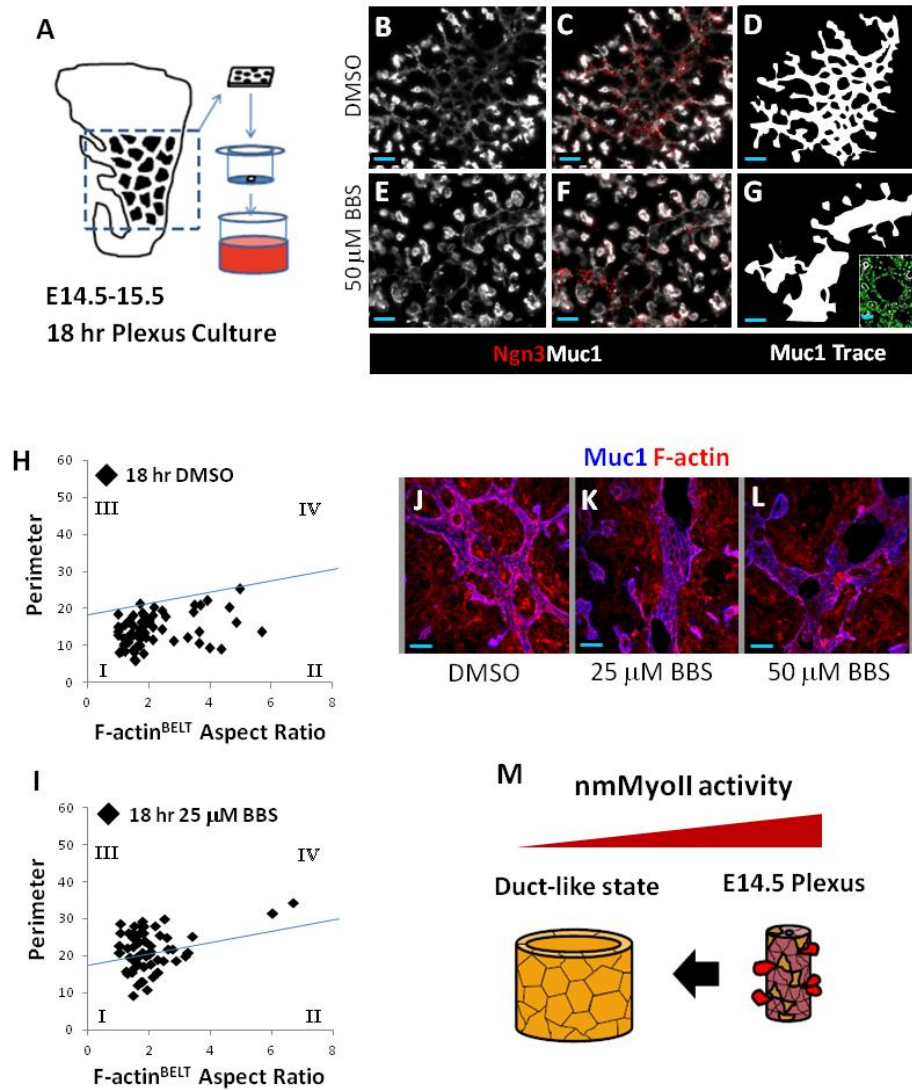 A
E14.5-15.5
18 hr Plexus Culture
B
C
D
DMSO
E
F
G
50 μM BBS
Ngn3Muc1
Muc1 Trace
H
18 hr DMSO
60
50
40
30
20
10
0
Perimeter
III
IV
I
II
0
2
4
6
8
F-actinᴮᴱᴸᵀ Aspect Ratio
Muc1 F-actin
J
K
L
DMSO
25 μM BBS
50 μM BBS
I
18 hr 25 μM BBS
60
50
40
30
20
10
0
Perimeter
III
IV
I
II
0
2
4
6
8
F-actinᴮᴱᴸᵀ Aspect Ratio
M
nmMyoII activity
Duct-like state
E14.5 Plexus